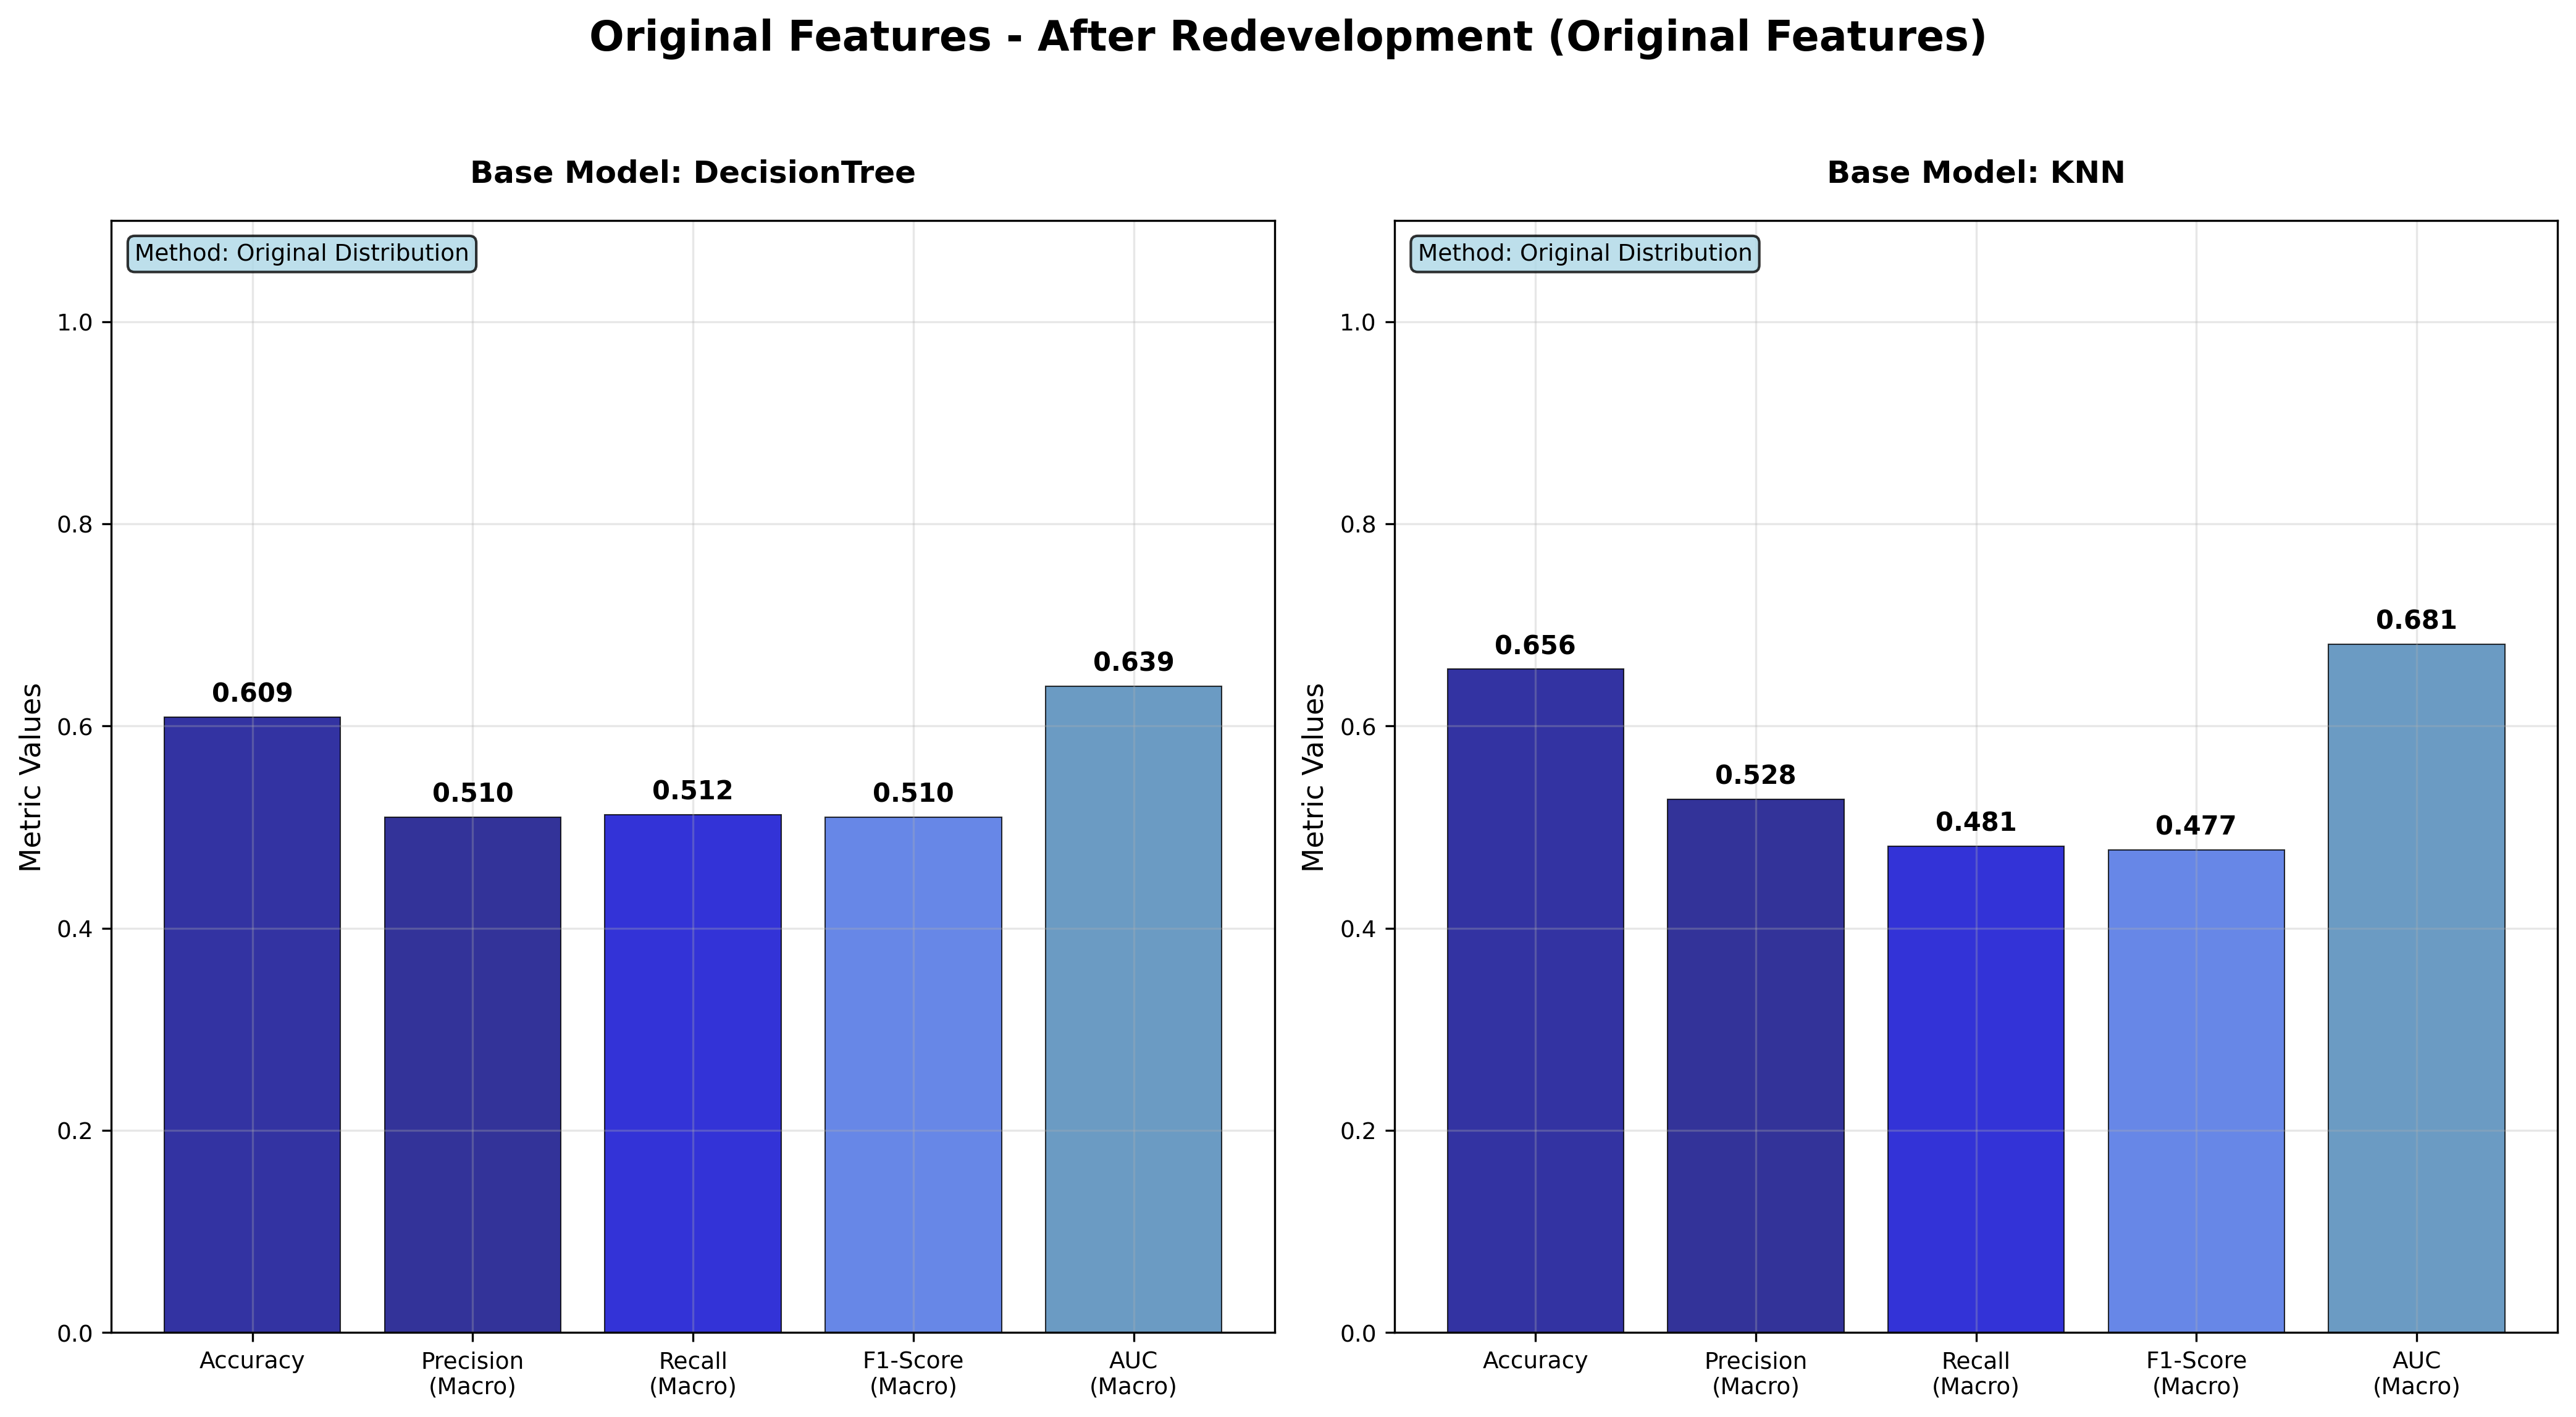 Original Features - After Redevelopment (Original Features)
Base Model: DecisionTree
Method: Original Distribution
Metric Values
1.0
0.8
0.6
0.4
0.2
0.0
0.609
0.510
0.512
0.510
0.639
Accuracy
Precision
(Macro)
Recall
(Macro)
F1-Score
(Macro)
AUC
(Macro)
Base Model: KNN
Method: Original Distribution
Metric Values
1.0
0.8
0.6
0.4
0.2
0.0
0.656
0.528
0.481
0.477
0.681
Accuracy
Precision
(Macro)
Recall
(Macro)
F1-Score
(Macro)
AUC
(Macro)